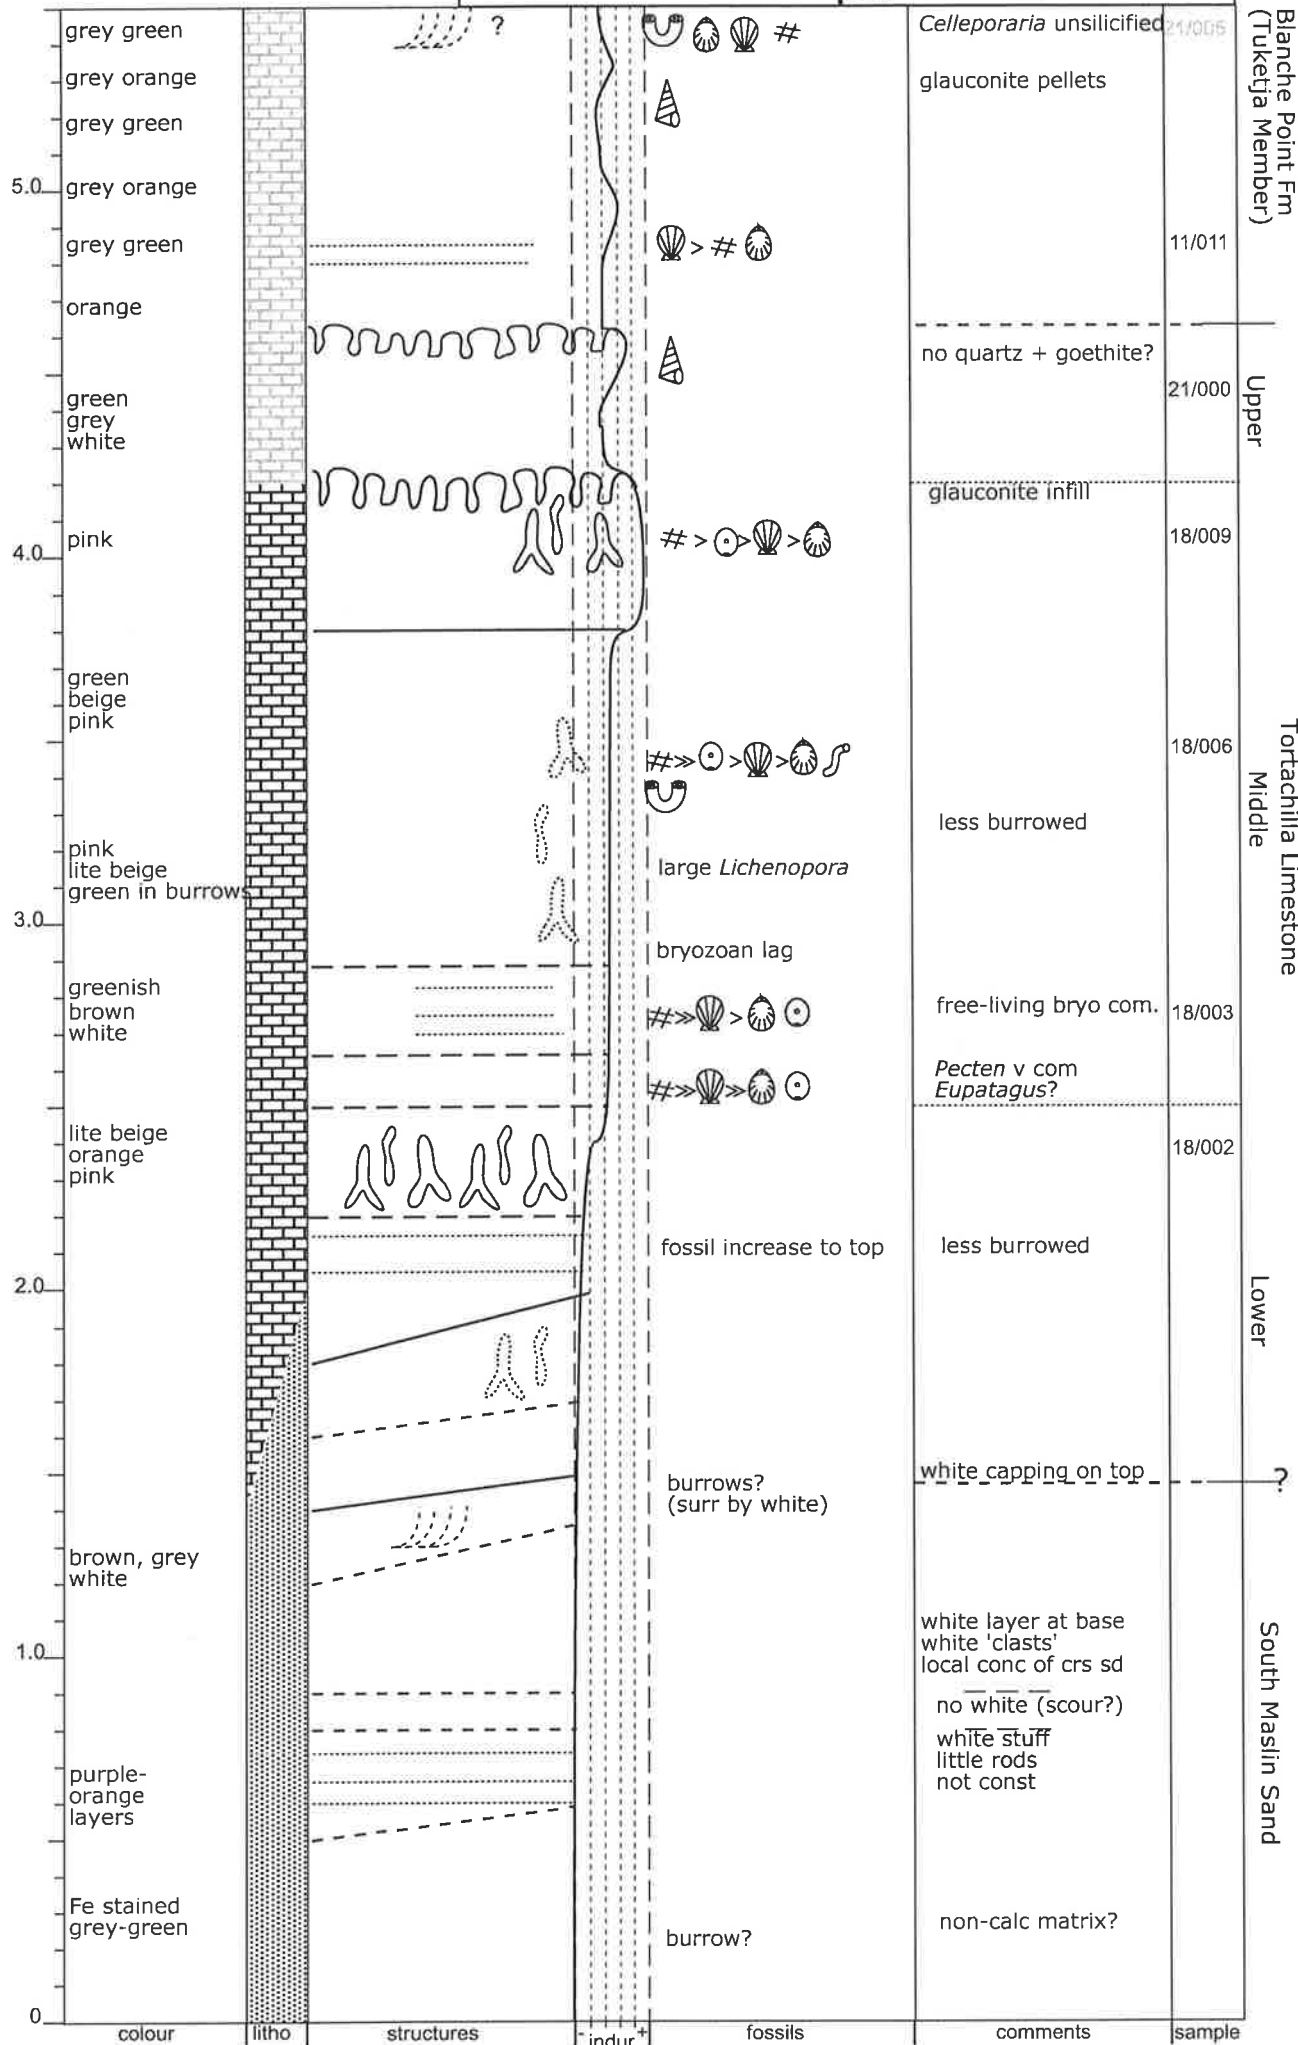 grey green
?
#
Celleporaria unsilicified
21/005
Blanche Point Fm
(Tuketja Member)
grey orange
glauconite pellets
grey green
5.0
grey orange
grey green
> #
11/011
orange
no quartz + goethite?
21/000
Upper
green
grey
white
glauconite infill
pink
# > > >
18/009
4.0
green
beige
pink
#>> > >
18/006
Middle
Tortachilla Limestone
less burrowed
pink
lite beige
green in burrows
large Lichenopora
3.0
bryozoan lag
greenish
brown
white
#>> >
free-living bryo com.
18/003
#>> >>
Pecten v com
Eupatagus?
lite beige
orange
pink
18/002
fossil increase to top
less burrowed
2.0
Lower
white capping on top
?
burrows?
(surr by white)
brown, grey
white
1.0
white layer at base
white 'clasts'
local conc of crs sd
no white (scour?)
white stuff
little rods
not const
South Maslin Sand
purple-
orange
layers
Fe stained
grey-green
non-calc matrix?
burrow?
0
colour
litho
structures
- indur +
fossils
comments
sample